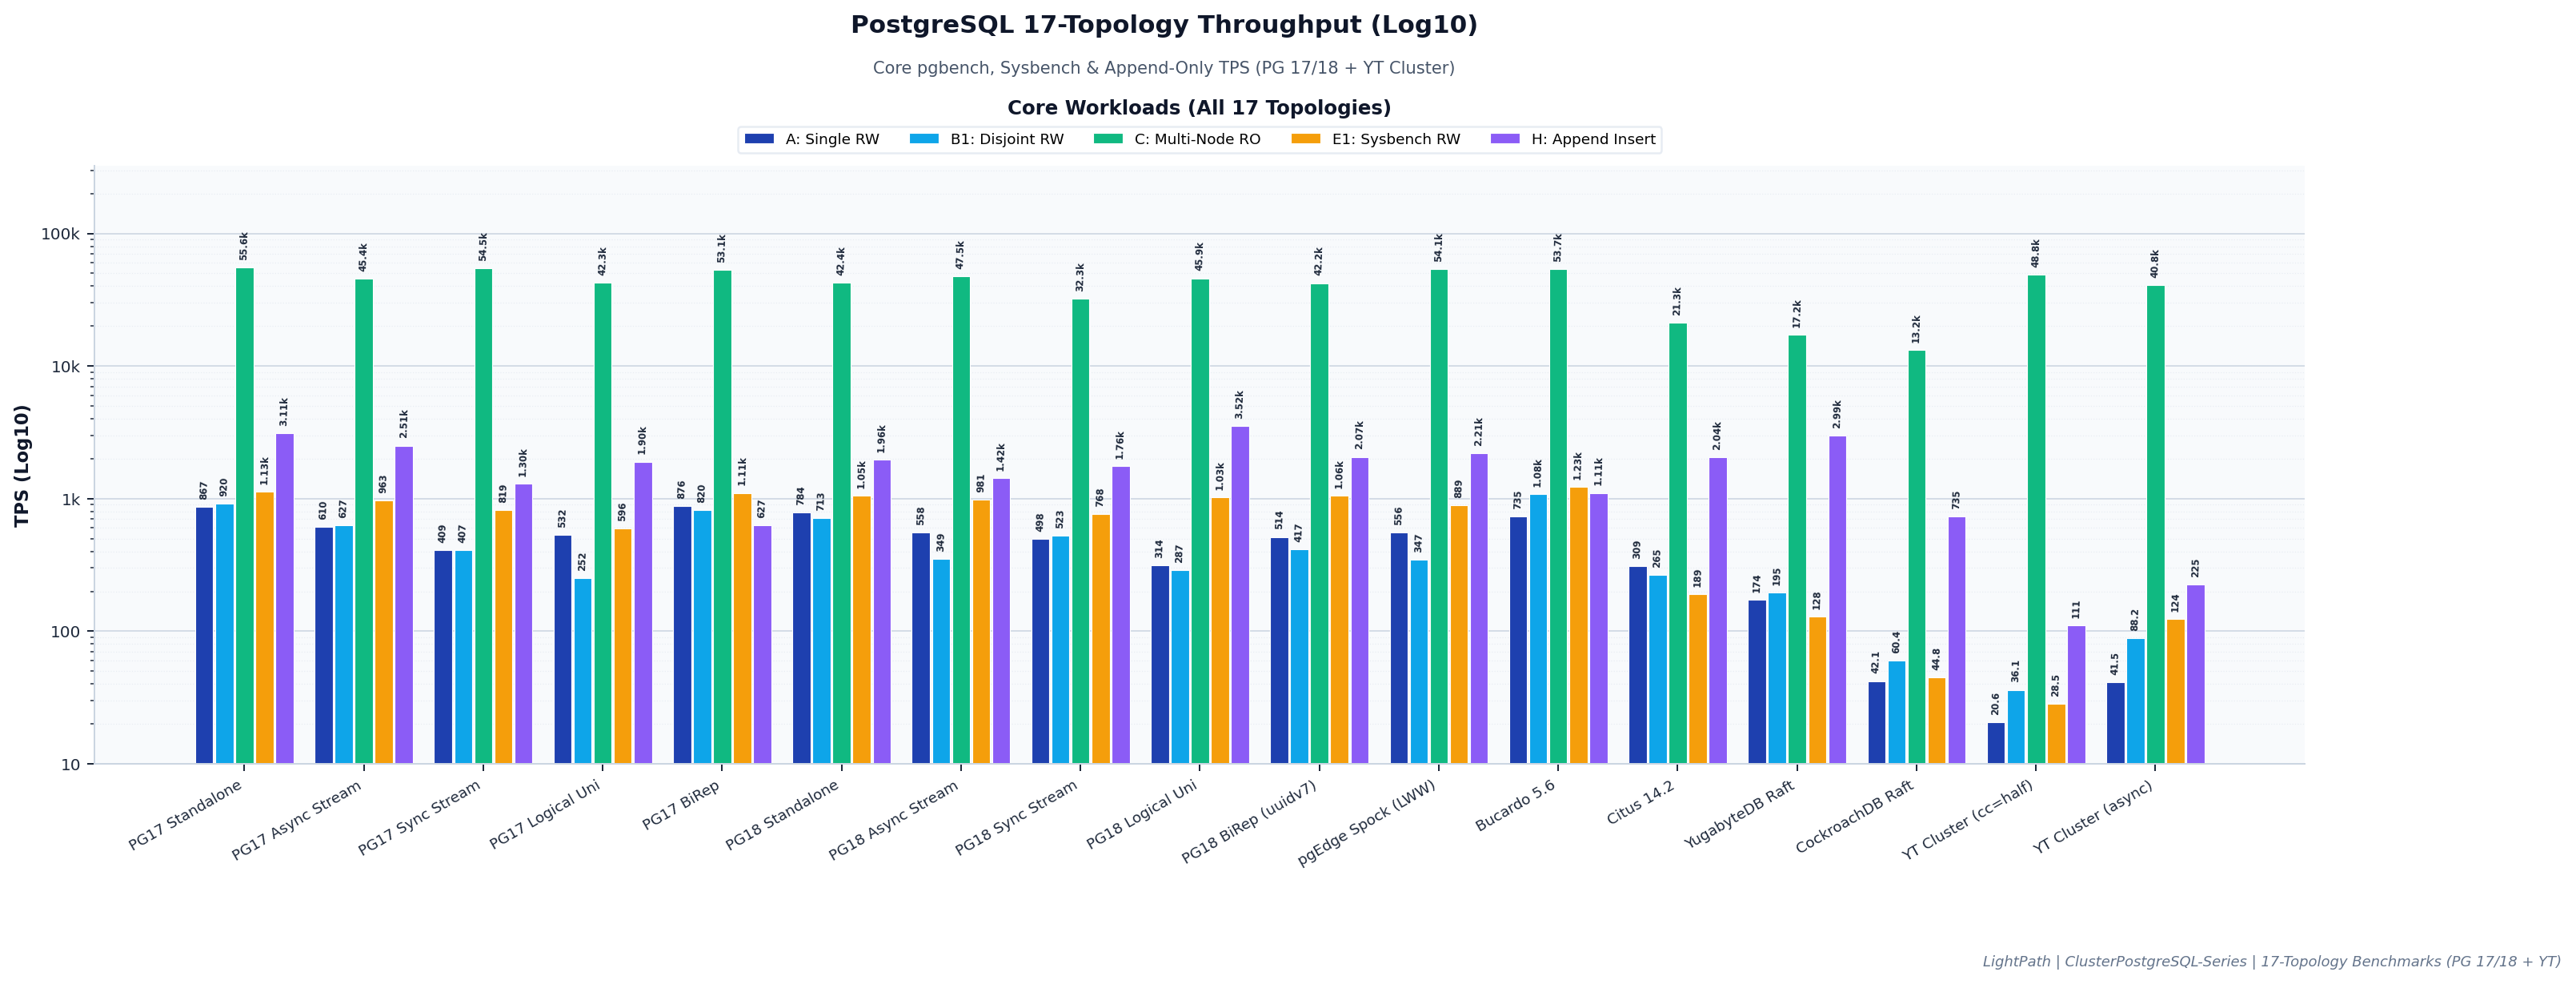 PostgreSQL 17-Topology Throughput (Log10)
Core pgbench, Sysbench & Append-Only TPS (PG 17/18 + YT Cluster)
Core Workloads (All 17 Topologies)
A: Single RW B1: Disjoint RW C: Multi-Node RO E1: Sysbench RW H: Append Insert
TPS (Log10)
100k
10k
1k
100
10
867 920 55.6k 1.13k 3.11k
610 627 45.4k 963 2.51k
409 407 54.5k 819 1.30k
532 252 42.3k 596 1.90k
876 820 53.1k 1.11k 627
784 713 42.4k 1.05k 1.96k
558 349 47.5k 981 1.42k
498 523 32.3k 768 1.76k
314 287 45.9k 1.03k 3.52k
514 417 42.2k 1.06k 2.07k
556 347 54.1k 889 2.21k
735 1.08k 53.7k 1.23k 1.11k
309 265 21.3k 189 2.04k
174 195 17.2k 128 2.99k
42.1 60.4 13.2k 44.8 735
20.6 36.1 48.8k 28.5 111
41.5 88.2 40.8k 124 225
PG17 Standalone
PG17 Async Stream
PG17 Sync Stream
PG17 Logical Uni
PG17 BiRep
PG18 Standalone
PG18 Async Stream
PG18 Sync Stream
PG18 Logical Uni
PG18 BiRep (uuidv7)
pgEdge Spock (LWW)
Bucardo 5.6
Citus 14.2
YugabyteDB Raft
CockroachDB Raft
YT Cluster (cc=half)
YT Cluster (async)
LightPath | ClusterPostgreSQL-Series | 17-Topology Benchmarks (PG 17/18 + YT)